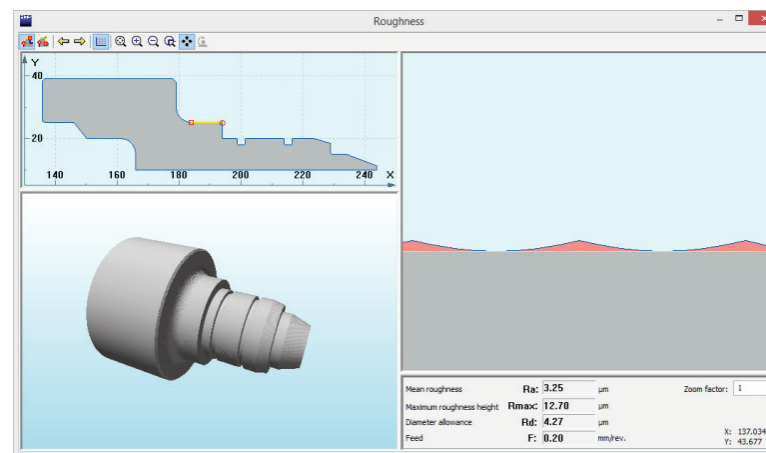 Roughness
Y
40
20
140 160 180 200 220 240 X
Mean roughness Ra: 3.25 µm Zoom factor: 1
Maximum roughness height Rmax: 12.70 µm
Diameter allowance Rd: 4.27 µm X: 137.034
Feed F: 0.20 mm/rev. Y: 43.677